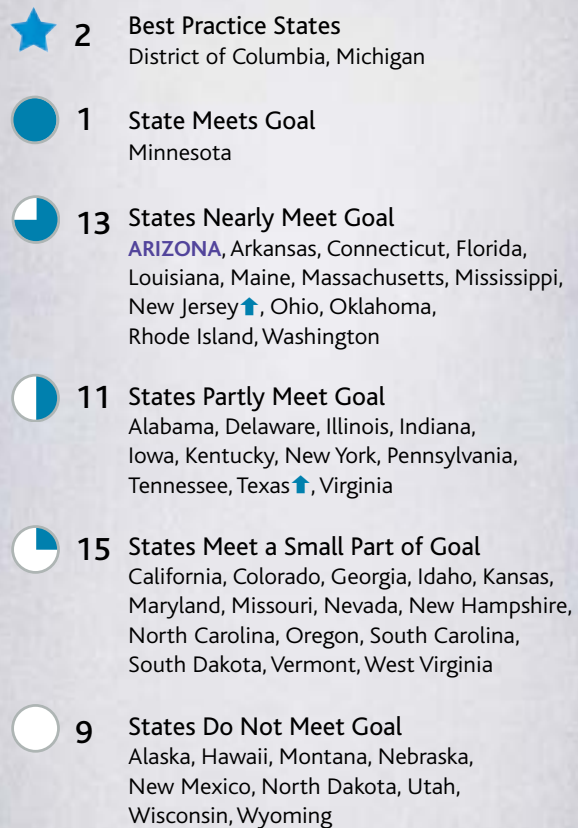 2 Best Practice States
District of Columbia, Michigan
1 State Meets Goal
Minnesota
13 States Nearly Meet Goal
ARIZONA, Arkansas, Connecticut, Florida,
Louisiana, Maine, Massachusetts, Mississippi,
New Jersey⬆, Ohio, Oklahoma,
Rhode Island, Washington
11 States Partly Meet Goal
Alabama, Delaware, Illinois, Indiana,
Iowa, Kentucky, New York, Pennsylvania,
Tennessee, Texas⬆, Virginia
15 States Meet a Small Part of Goal
California, Colorado, Georgia, Idaho, Kansas,
Maryland, Missouri, Nevada, New Hampshire,
North Carolina, Oregon, South Carolina,
South Dakota, Vermont, West Virginia
9 States Do Not Meet Goal
Alaska, Hawaii, Montana, Nebraska,
New Mexico, North Dakota, Utah,
Wisconsin, Wyoming